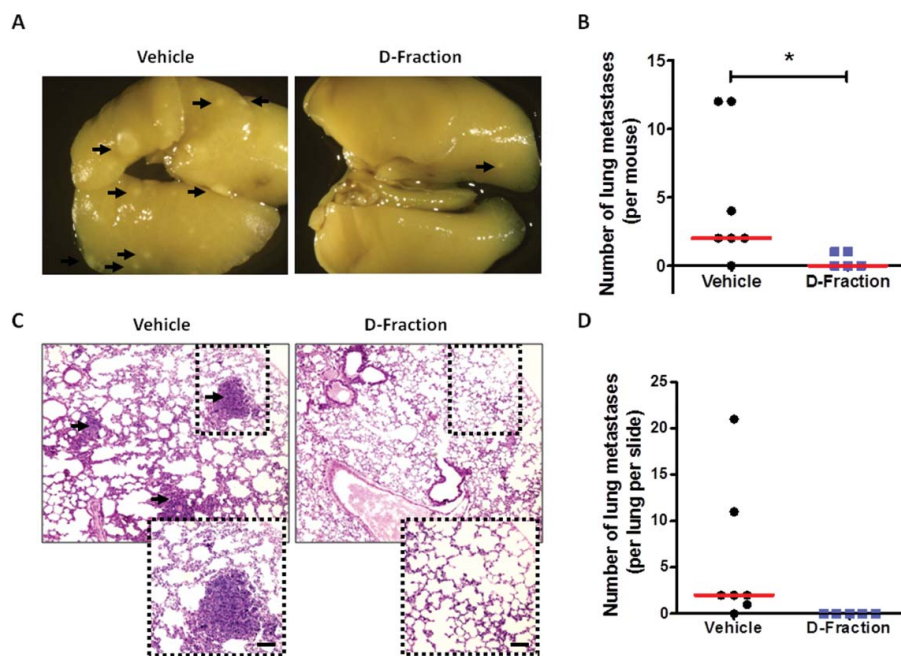 A
Vehicle
D-Fraction
B
Number of lung metastases
(per mouse)
15
10
5
0
*
Vehicle
D-Fraction
C
Vehicle
D-Fraction
D
Number of lung metastases
(per lung per slide)
25
20
15
10
5
0
Vehicle
D-Fraction